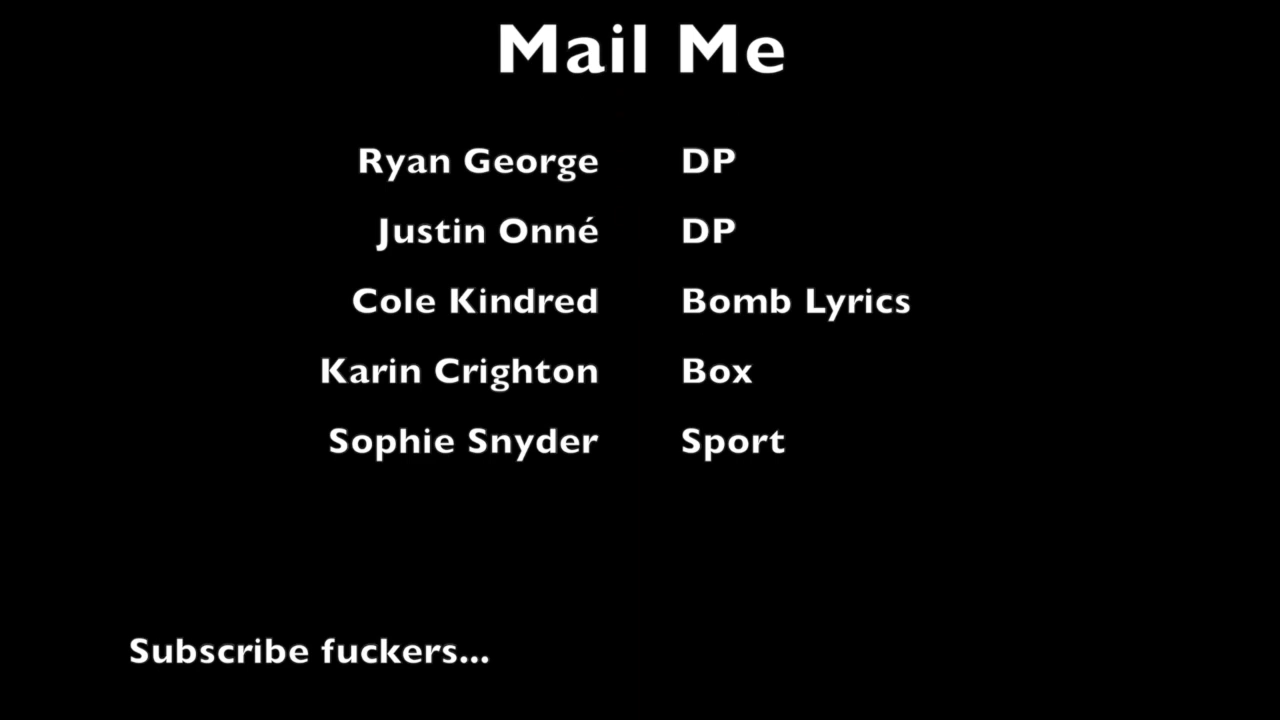 Mail Me
Ryan George DP
Justin Onné DP
Cole Kindred Bomb Lyrics
Karin Crighton Box
Sophie Snyder Sport
Subscribe fuckers...